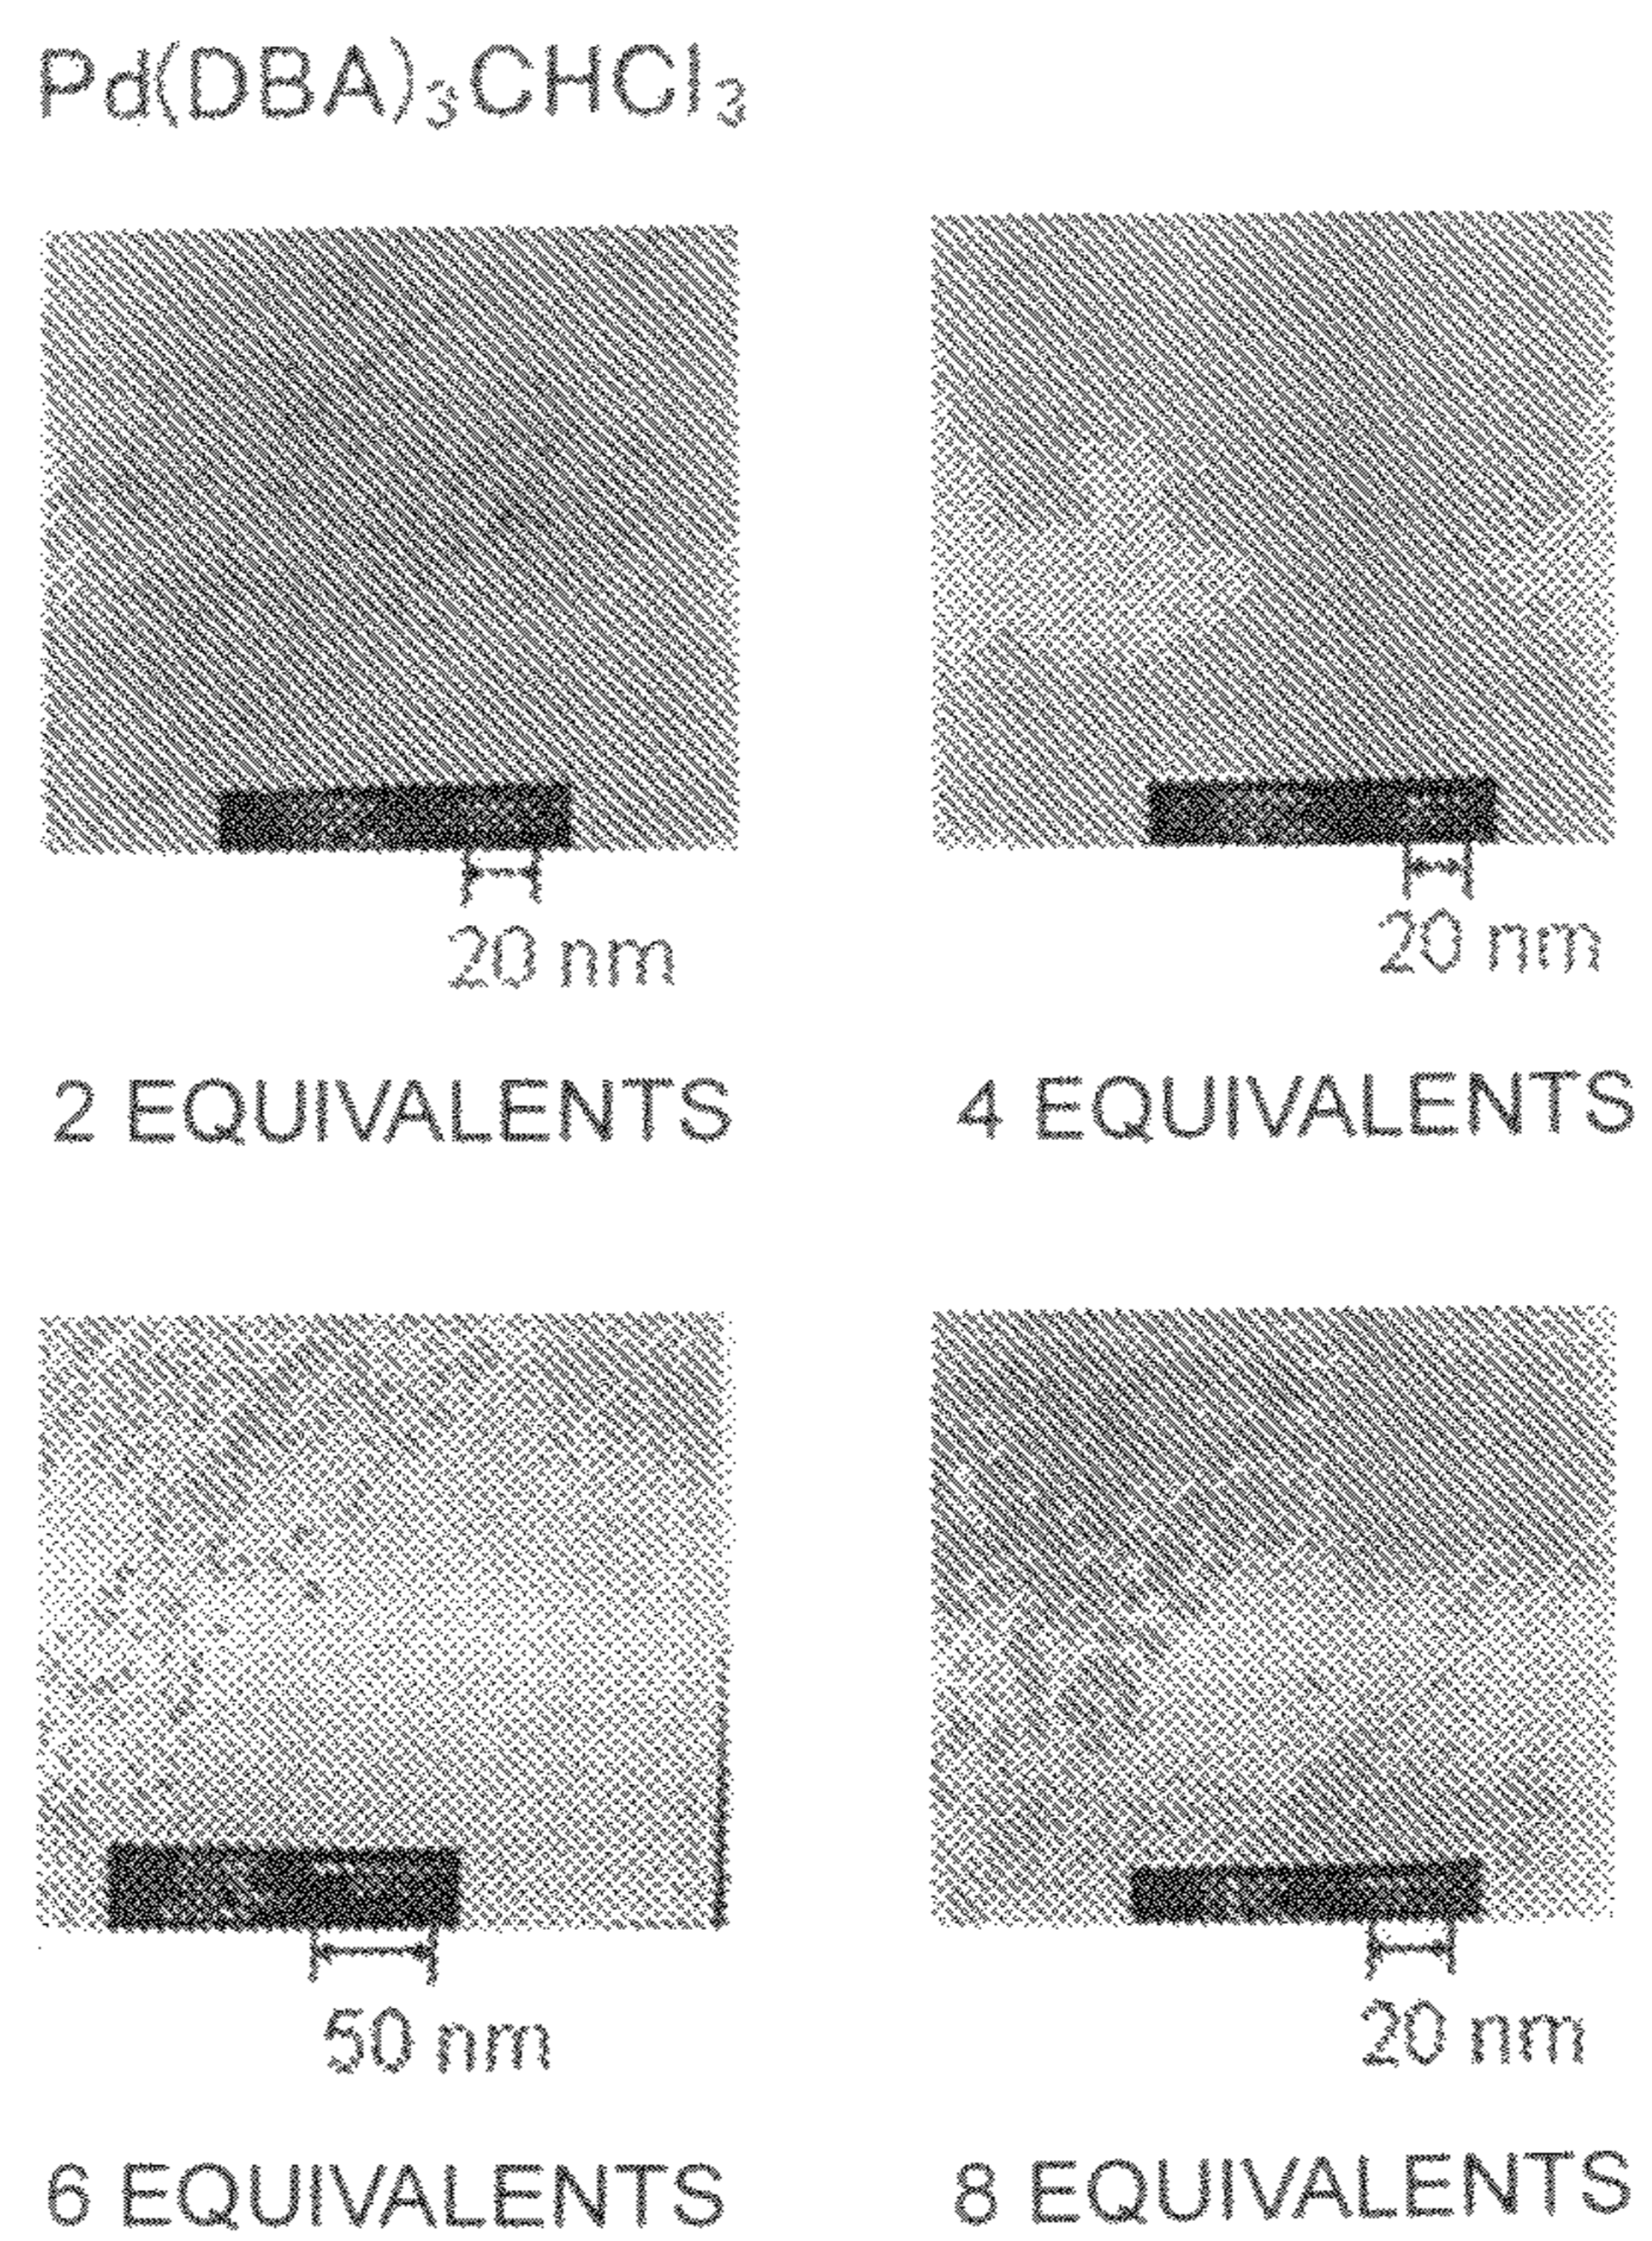 Pd(DBA)₃CHCl₃
20 nm
20 nm
2 EQUIVALENTS
4 EQUIVALENTS
50 nm
20 nm
6 EQUIVALENTS
8 EQUIVALENTS